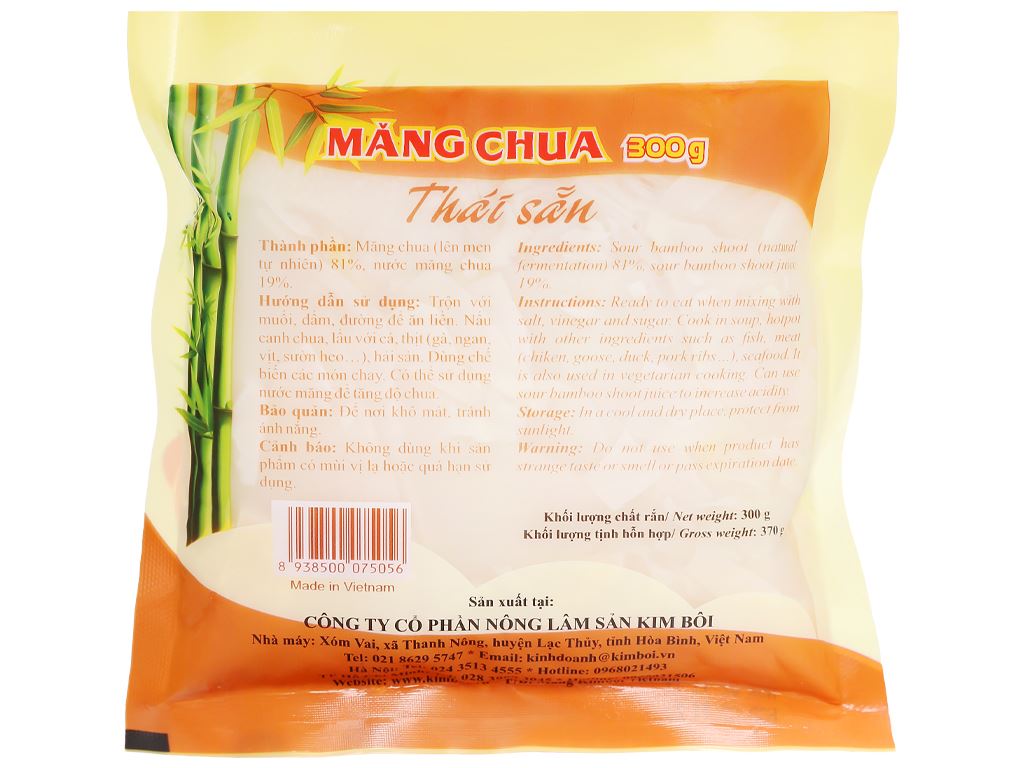 MĂNG CHUA 300g
Thái sẵn
Thành phần: Măng chua (lên men
tự nhiên) 81%, nước măng chua
19%.
Hướng dẫn sử dụng: Trộn với
muối, dấm, đường để ăn liền. Nấu
canh chua, lẩu với cá, thịt (gà, ngan,
vịt, sườn heo…), hải sản. Dùng chế
biến các món chay. Có thể sử dụng
nước măng để tăng độ chua.
Bảo quản: Để nơi khô mát, tránh
ánh nắng.
Cảnh báo: Không dùng khi sản
phẩm có mùi vị lạ hoặc quá hạn sử
dụng.
Ingredients: Sour bamboo shoot (natural
fermentation) 81%, sour bamboo shoot juice
19%.
Instructions: Ready to eat when mixing with
salt, vinegar and sugar. Cook in soup, hotpot
with other ingredients such as fish, meat
(chiken, goose, duck, pork ribs…), seafood. It
is also used in vegetarian cooking. Can use
sour bamboo shoot juice to increase acidity.
Storage: In a cool and dry place, protect from
sunlight.
Warning: Do not use when product has
strange taste or smell or pass expiration date.
Khối lượng chất rắn/ Net weight: 300 g
Khối lượng tịnh hỗn hợp/ Gross weight: 370 g
8 938500 075056
Made in Vietnam
Sản xuất tại:
CÔNG TY CỔ PHẦN NÔNG LÂM SẢN KIM BÔI
Nhà máy: Xóm Vai, xã Thanh Nông, huyện Lạc Thủy, tỉnh Hòa Bình, Việt Nam
Tel: 021 8629 5747 * Email: kinhdoanh@kimboi.vn
Hà Nội: Tel: 024 3513 4555 * Hotline: 0968021493
028
Website: